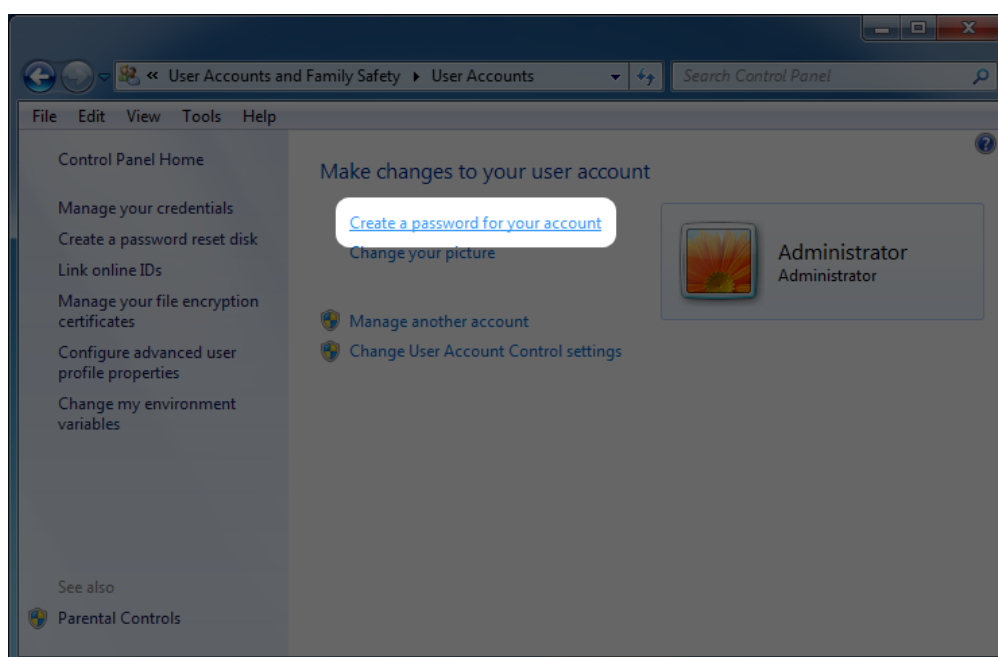 « User Accounts and Family Safety ▸ User Accounts
Search Control Panel
File Edit View Tools Help
Control Panel Home
Manage your credentials
Create a password reset disk
Link online IDs
Manage your file encryption
certificates
Configure advanced user
profile properties
Change my environment
variables
See also
Parental Controls
Make changes to your user account
Create a password for your account
Change your picture
Manage another account
Change User Account Control settings
Administrator
Administrator